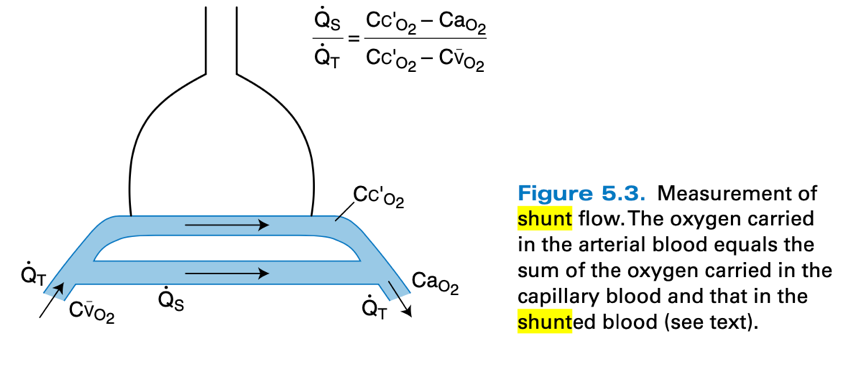 Q̇S / Q̇T = (Cc'O2 – CaO2) / (Cc'O2 – Cv̄O2)
Cc'O2
Q̇T
Cv̄O2
Q̇S
Q̇T
CaO2
Figure 5.3. Measurement of
shunt flow. The oxygen carried
in the arterial blood equals the
sum of the oxygen carried in the
capillary blood and that in the
shunted blood (see text).